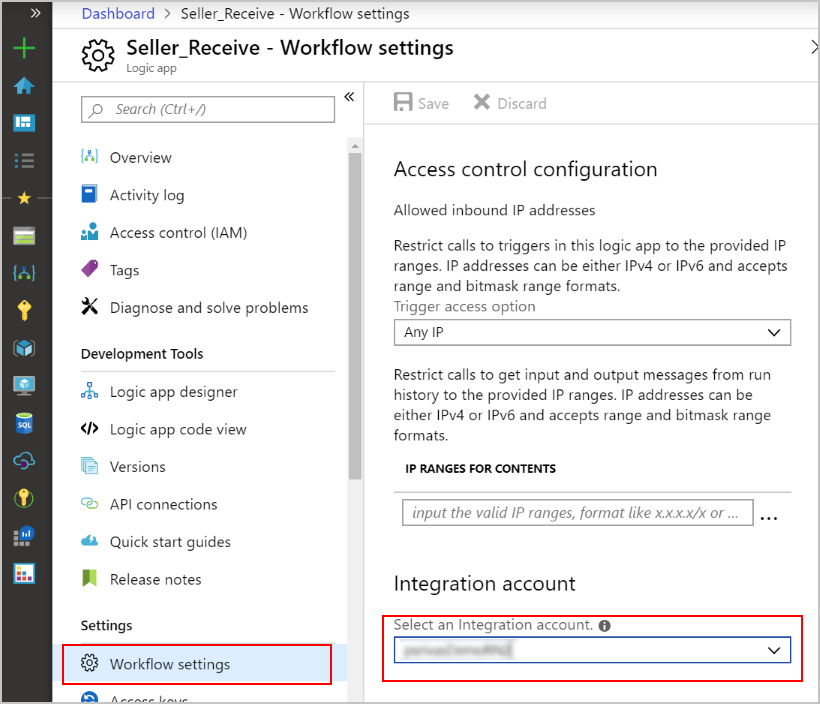 Dashboard > Seller_Receive - Workflow settings
Seller_Receive - Workflow settings
Logic app
Search (Ctrl+/)
Overview
Activity log
Access control (IAM)
Tags
Diagnose and solve problems
Development Tools
Logic app designer
Logic app code view
Versions
API connections
Quick start guides
Release notes
Settings
Workflow settings
Access keys
Save
Discard
Access control configuration
Allowed inbound IP addresses
Restrict calls to triggers in this logic app to the provided IP
ranges. IP addresses can be either IPv4 or IPv6 and accepts
range and bitmask range formats.
Trigger access option
Any IP
Restrict calls to get input and output messages from run
history to the provided IP ranges. IP addresses can be
either IPv4 or IPv6 and accepts range and bitmask range
formats.
IP RANGES FOR CONTENTS
input the valid IP ranges, format like x.x.x.x/x or ...
...
Integration account
Select an Integration account.
SQL